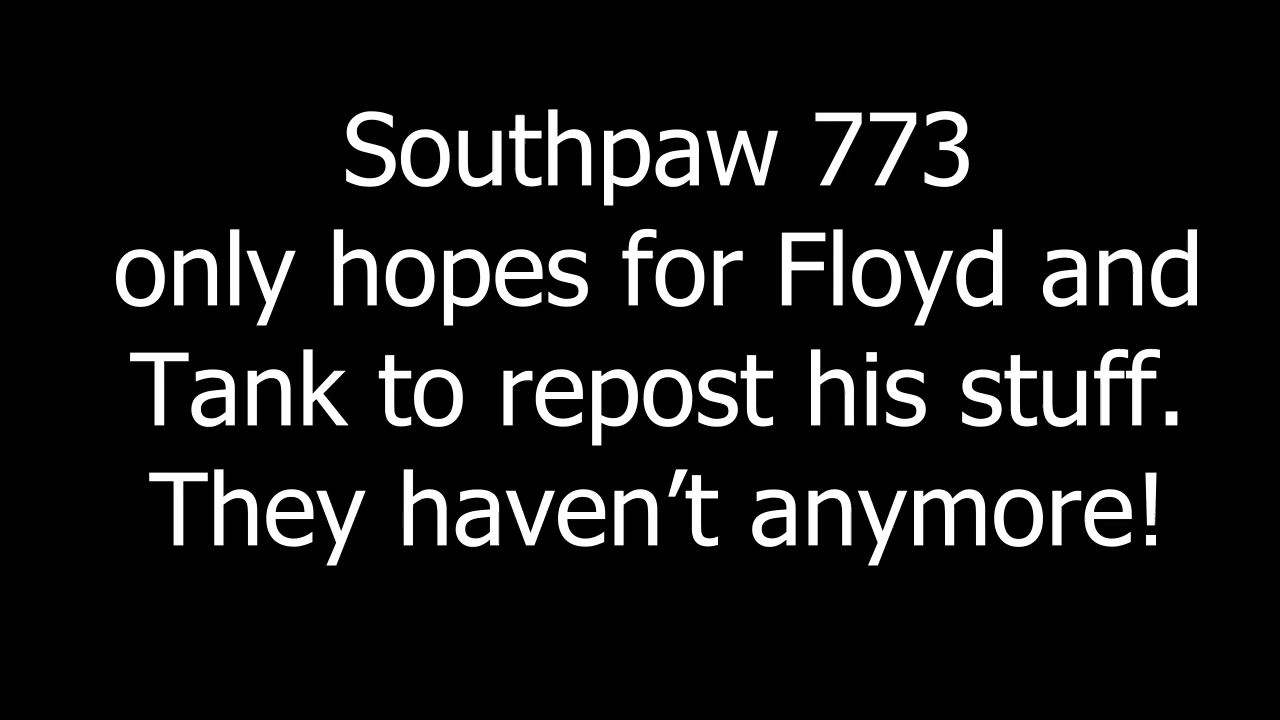 Southpaw 773
only hopes for Floyd and
Tank to repost his stuff.
They haven’t anymore!